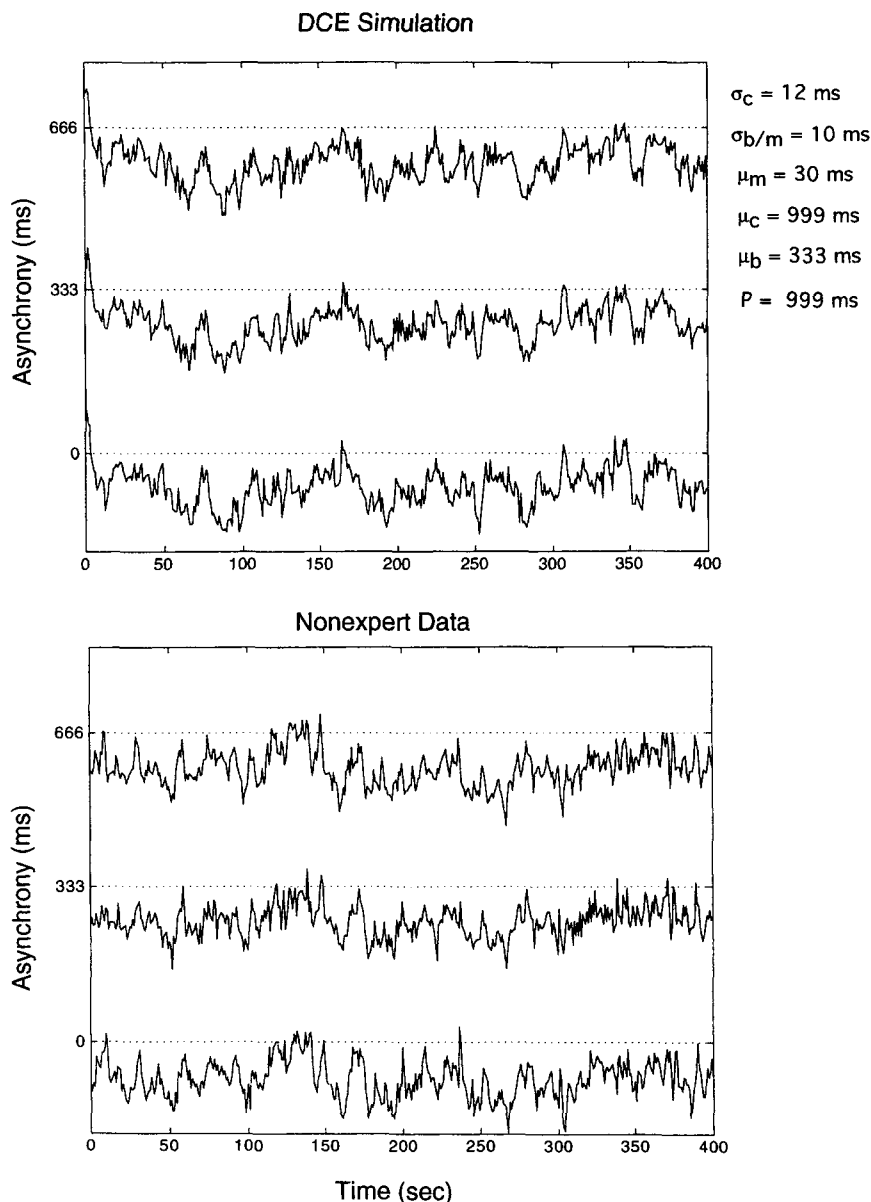 DCE Simulation
Asynchrony (ms)
666
333
0
0 50 100 150 200 250 300 350 400
σc = 12 ms
σb/m = 10 ms
μm = 30 ms
μc = 999 ms
μb = 333 ms
P = 999 ms
Nonexpert Data
Asynchrony (ms)
666
333
0
0 50 100 150 200 250 300 350 400
Time (sec)